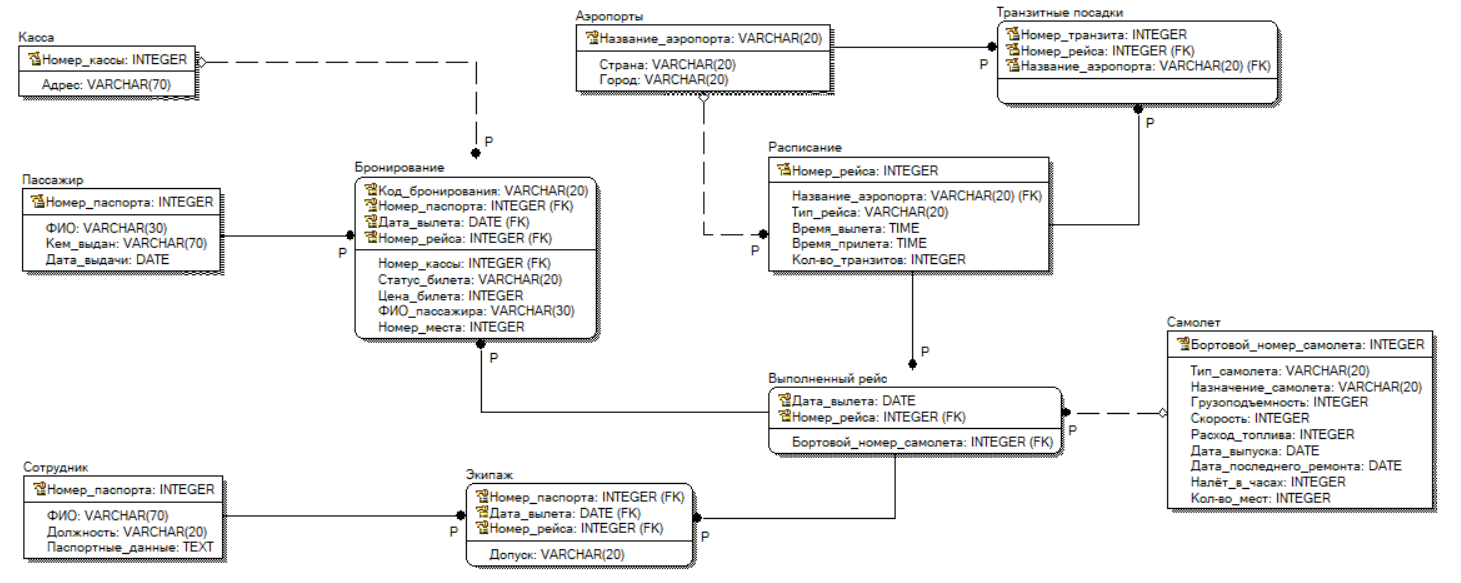 Касса
Номер_кассы: INTEGER
Адрес: VARCHAR(70)
P
Аэропорты
Название_аэропорта: VARCHAR(20)
Страна: VARCHAR(20)
Город: VARCHAR(20)
P
Транзитные посадки
Номер_транзита: INTEGER
Номер_рейса: INTEGER (FK)
Название_аэропорта: VARCHAR(20) (FK)
P
Пассажир
Номер_паспорта: INTEGER
ФИО: VARCHAR(30)
Кем_выдан: VARCHAR(70)
Дата_выдачи: DATE
P
Бронирование
Код_бронирования: VARCHAR(20)
Номер_паспорта: INTEGER (FK)
Дата_вылета: DATE (FK)
Номер_рейса: INTEGER (FK)
Номер_кассы: INTEGER (FK)
Статус_билета: VARCHAR(20)
Цена_билета: INTEGER
ФИО_пассажира: VARCHAR(30)
Номер_места: INTEGER
P
Расписание
Номер_рейса: INTEGER
Название_аэропорта: VARCHAR(20) (FK)
Тип_рейса: VARCHAR(20)
Время_вылета: TIME
Время_прилета: TIME
Кол-во_транзитов: INTEGER
P
P
Выполненный рейс
Дата_вылета: DATE
Номер_рейса: INTEGER (FK)
Бортовой_номер_самолета: INTEGER (FK)
P
Самолет
Бортовой_номер_самолета: INTEGER
Тип_самолета: VARCHAR(20)
Назначение_самолета: VARCHAR(20)
Грузоподъемность: INTEGER
Скорость: INTEGER
Расход_топлива: INTEGER
Дата_выпуска: DATE
Дата_последнего_ремонта: DATE
Налёт_в_часах: INTEGER
Кол-во_мест: INTEGER
Сотрудник
Номер_паспорта: INTEGER
ФИО: VARCHAR(70)
Должность: VARCHAR(20)
Паспортные_данные: TEXT
P
Экипаж
Номер_паспорта: INTEGER (FK)
Дата_вылета: DATE (FK)
Номер_рейса: INTEGER (FK)
Допуск: VARCHAR(20)
P